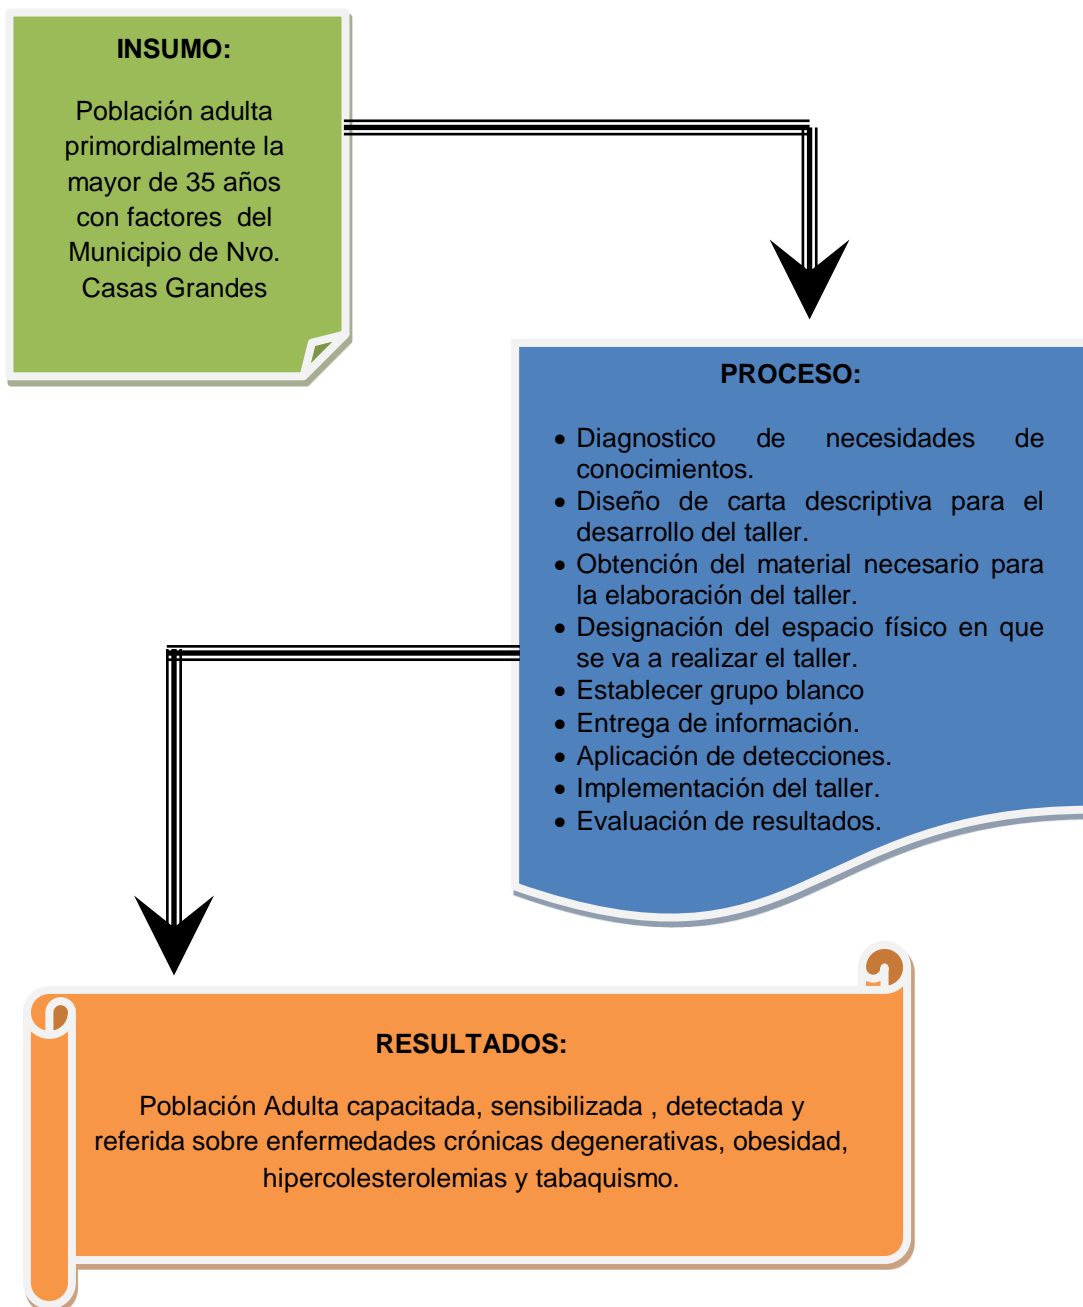 INSUMO:
Población adulta
primordialmente la
mayor de 35 años
con factores  del
Municipio de Nvo.
Casas Grandes
PROCESO:
• Diagnostico de necesidades de
conocimientos.
• Diseño de carta descriptiva para el
desarrollo del taller.
• Obtención del material necesario para
la elaboración del taller.
• Designación del espacio físico en que
se va a realizar el taller.
• Establecer grupo blanco
• Entrega de información.
• Aplicación de detecciones.
• Implementación del taller.
• Evaluación de resultados.
RESULTADOS:
Población Adulta capacitada, sensibilizada , detectada y
referida sobre enfermedades crónicas degenerativas, obesidad,
hipercolesterolemias y tabaquismo.